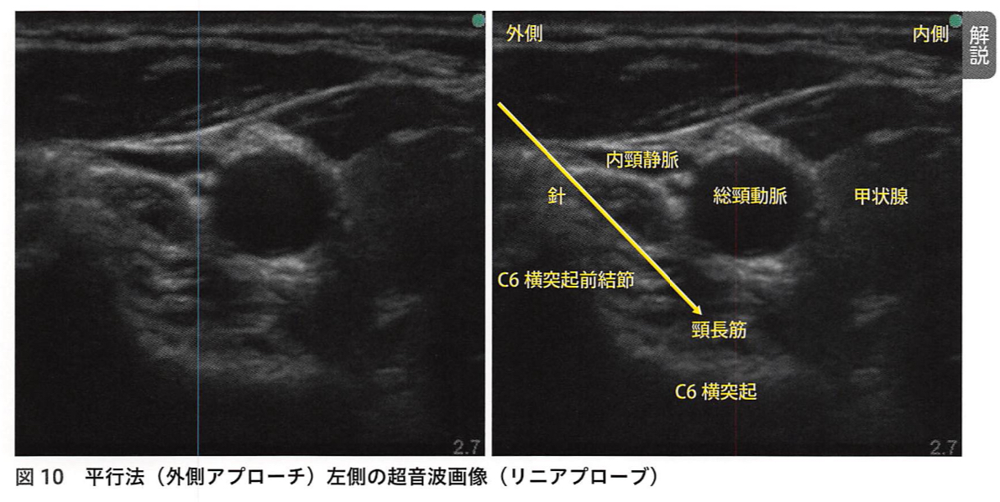 外側
内側
解説
内頸静脈
針
総頸動脈
甲状腺
C6 横突起前結節
頸長筋
C6 横突起
2.7
2.7
図 10 平行法（外側アプローチ）左側の超音波画像（リニアプローブ）